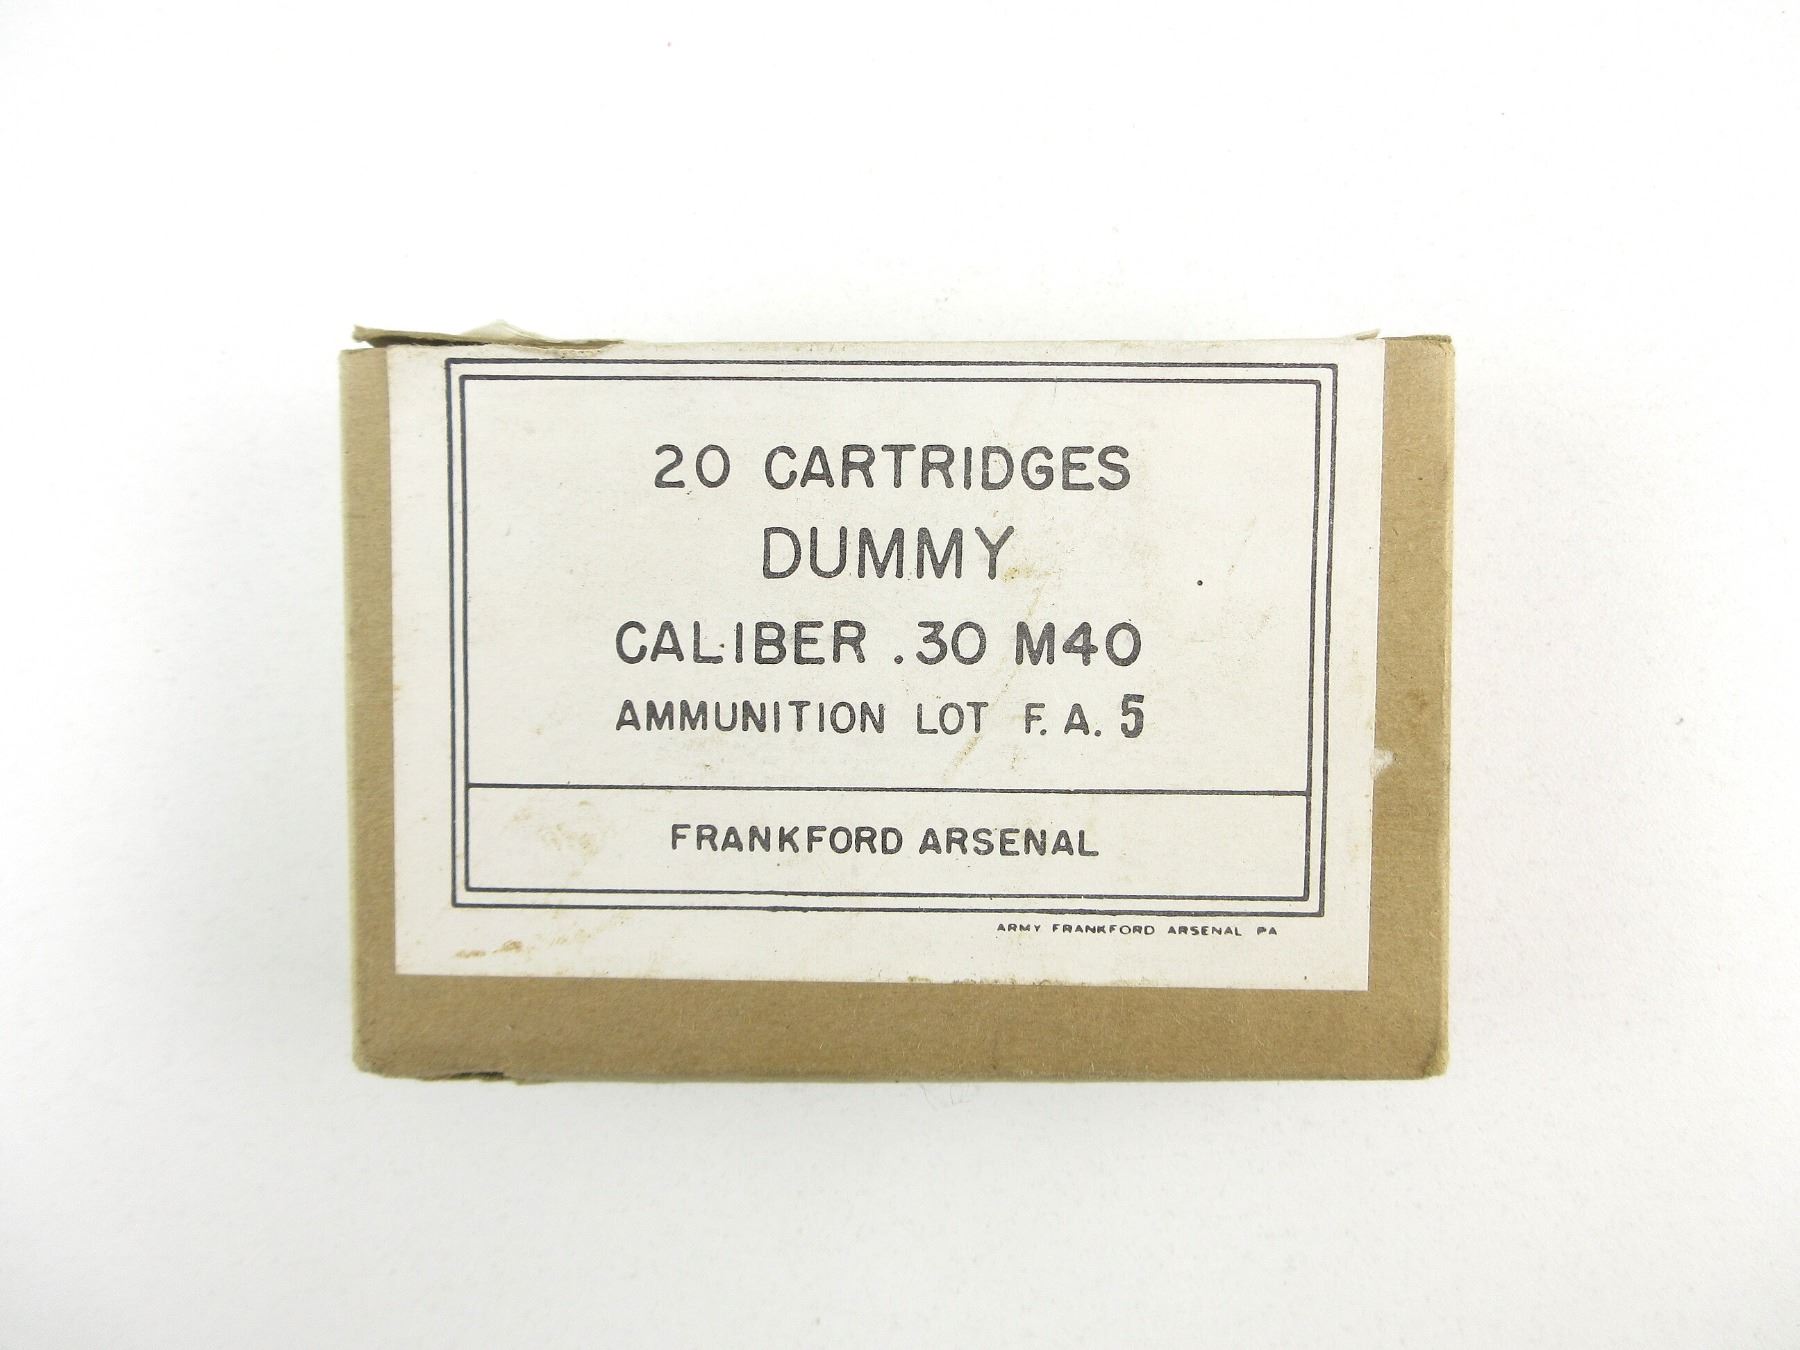 20 CARTRIDGES
DUMMY
CALIBER .30 M40
AMMUNITION LOT F. A. 5
FRANKFORD ARSENAL
ARMY FRANKFORD ARSENAL PA